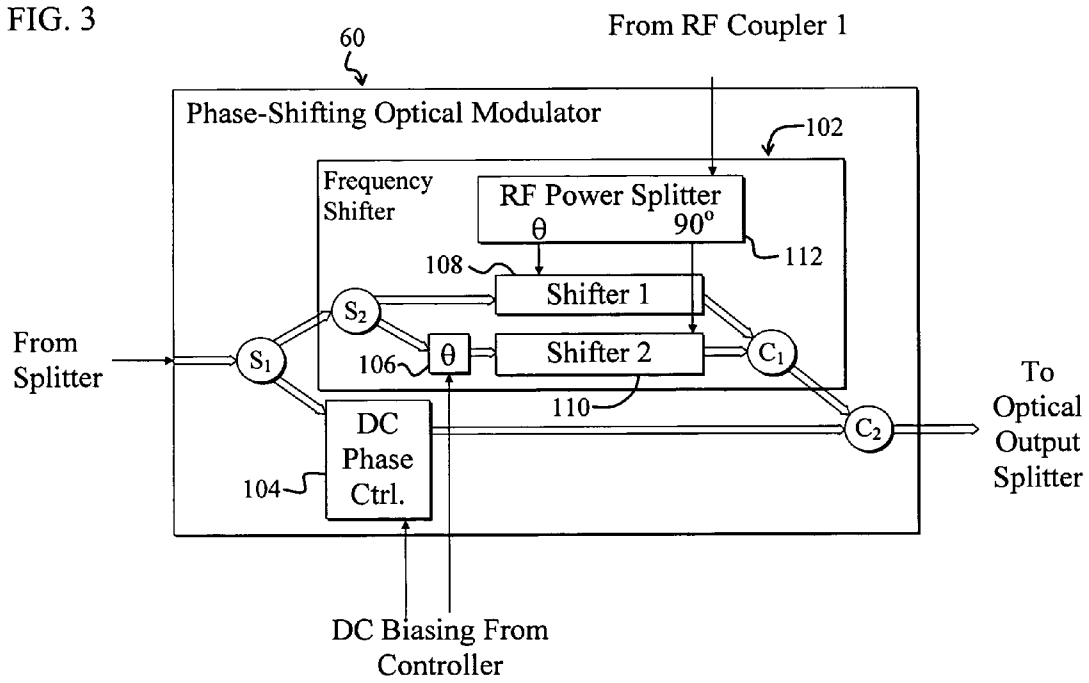 FIG. 3
From RF Coupler 1
60
Phase-Shifting Optical Modulator
102
Frequency
Shifter
RF Power Splitter
θ 90°
112
108
Shifter 1
S₂
From
Splitter
S₁
106
θ
Shifter 2
C₁
110
To
Optical
Output
Splitter
DC
Phase
Ctrl.
104
C₂
DC Biasing From
Controller